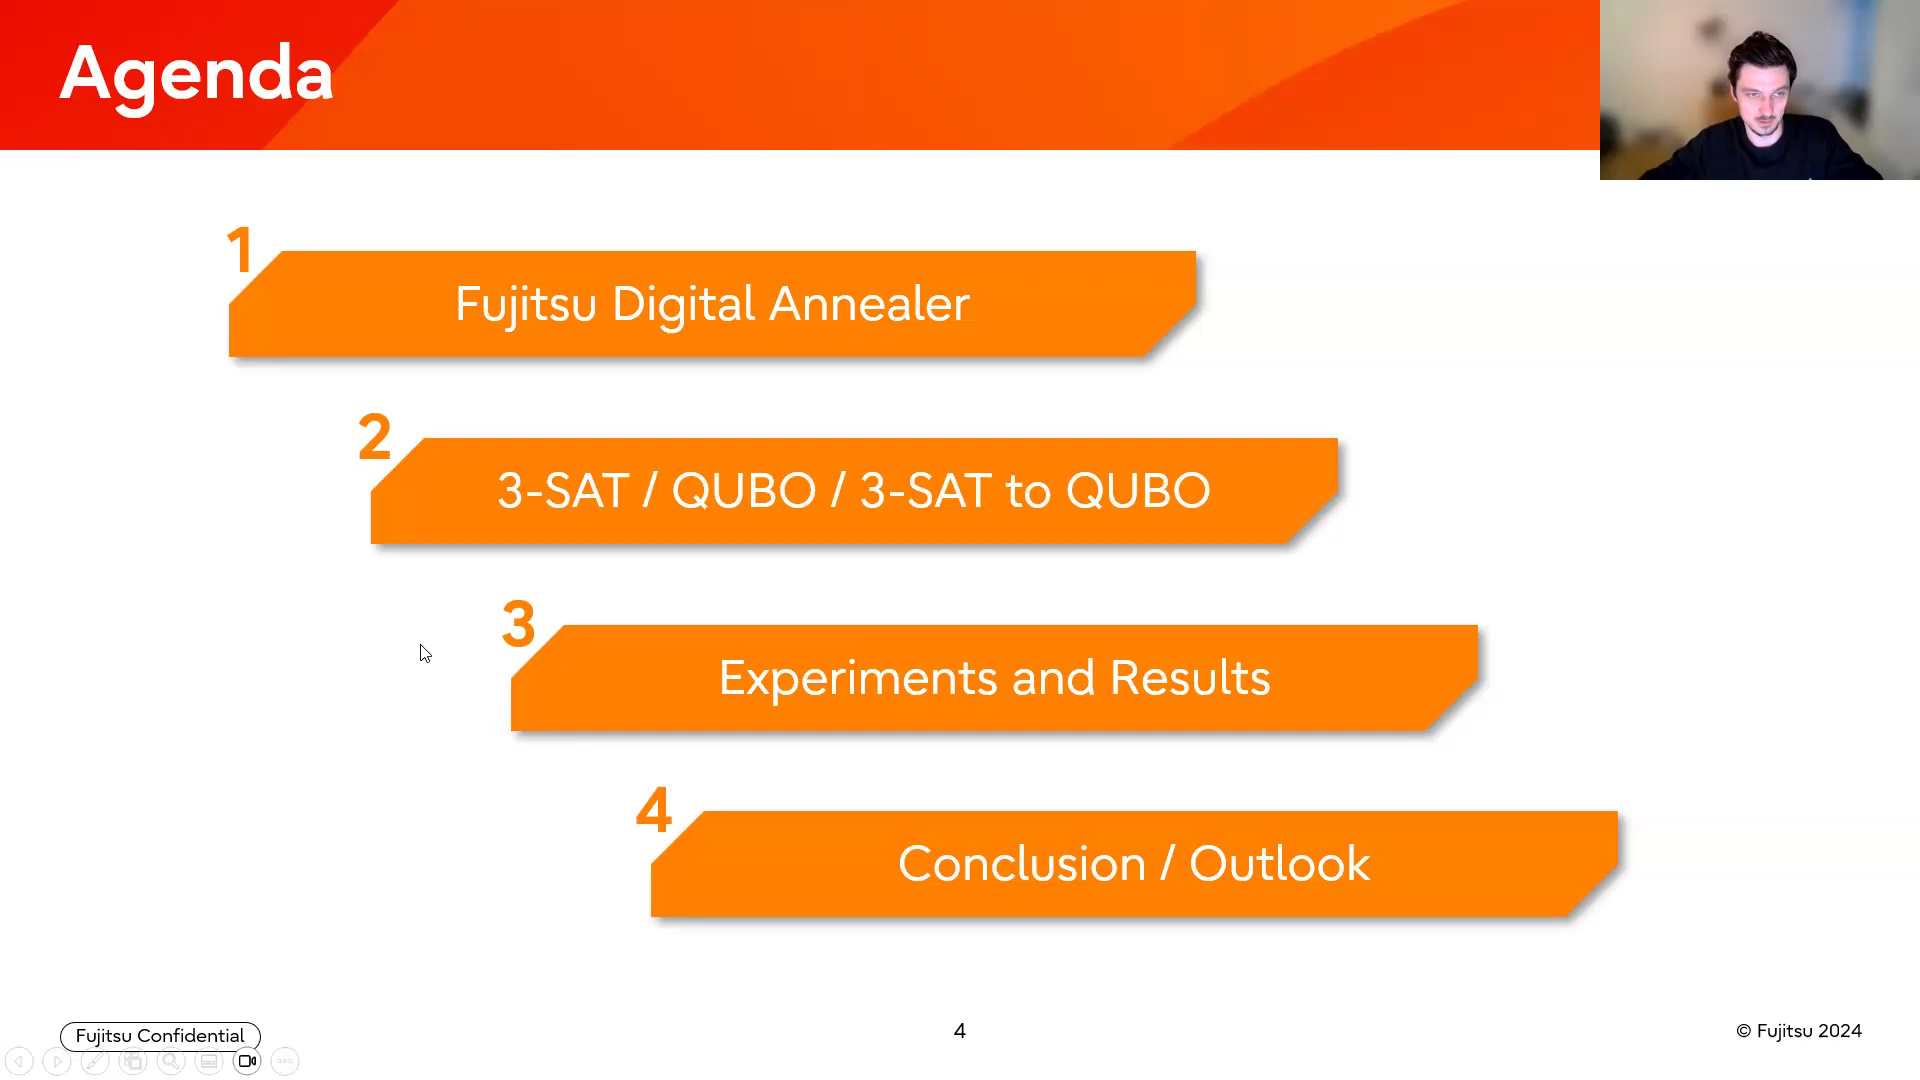 Agenda
1
Fujitsu Digital Annealer
2
3-SAT / QUBO / 3-SAT to QUBO
3
Experiments and Results
4
Conclusion / Outlook
Fujitsu Confidential
4
© Fujitsu 2024